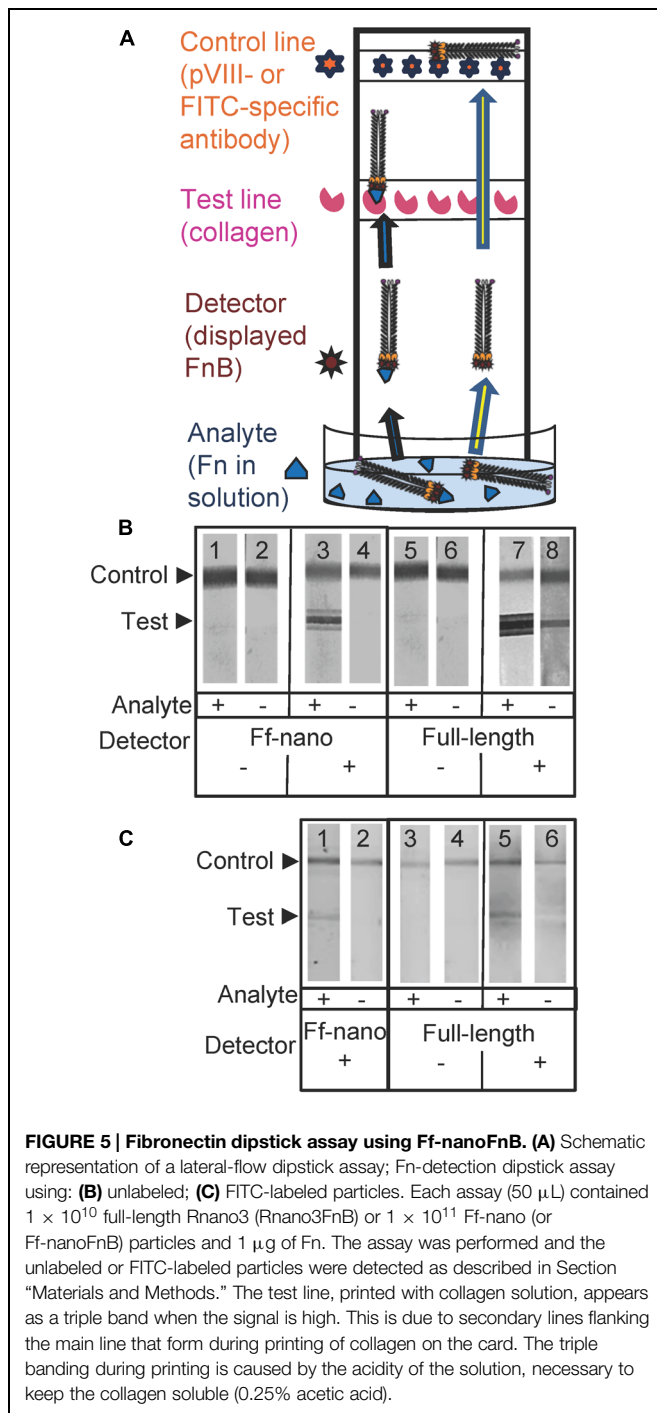 A
Control line
(pVIII- or
FITC-specific
antibody)
Test line
(collagen)
Detector
(displayed
FnB)
Analyte
(Fn in
solution)
B
1 2 3 4 5 6 7 8
Control
Test
Analyte + - + - + - + -
Detector Ff-nano Full-length
- + - +
C
1 2 3 4 5 6
Control
Test
Analyte + - + - + -
Detector Ff-nano Full-length
+ - +
FIGURE 5 | Fibronectin dipstick assay using Ff-nanoFnB. (A) Schematic
representation of a lateral-flow dipstick assay; Fn-detection dipstick assay
using: (B) unlabeled; (C) FITC-labeled particles. Each assay (50 μL) contained
1 × 10¹⁰ full-length Rnano3 (Rnano3FnB) or 1 × 10¹¹ Ff-nano (or
Ff-nanoFnB) particles and 1 μg of Fn. The assay was performed and the
unlabeled or FITC-labeled particles were detected as described in Section
“Materials and Methods.” The test line, printed with collagen solution, appears
as a triple band when the signal is high. This is due to secondary lines flanking
the main line that form during printing of collagen on the card. The triple
banding during printing is caused by the acidity of the solution, necessary to
keep the collagen soluble (0.25% acetic acid).